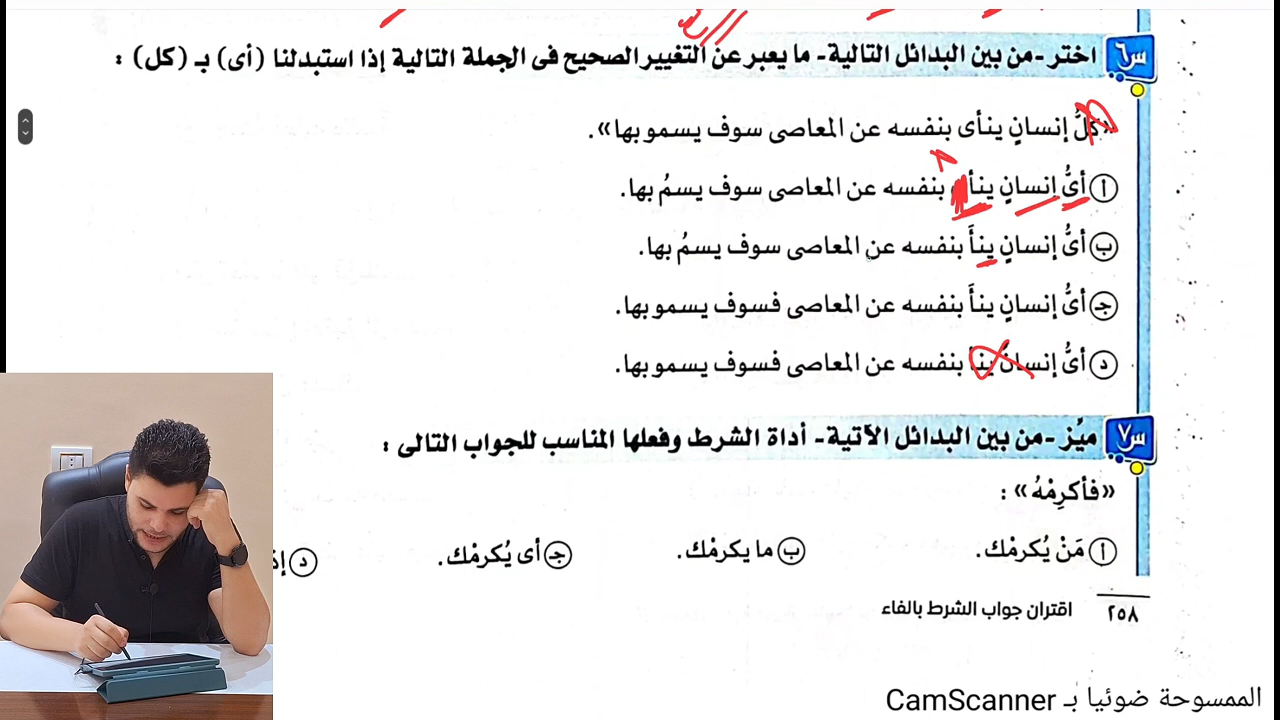 س٦ اختر -من بين البدائل التالية- ما يعبر عن التغيير الصحيح فى الجملة التالية إذا استبدلنا (أى) بـ (كل) :
«كلُّ إنسانٍ ينأى بنفسه عن المعاصى سوف يسمو بها».
أ أىُّ إنسانٍ ينأ بنفسه عن المعاصى سوف يسمُ بها.
ب أىُّ إنسانٍ ينأَ بنفسه عن المعاصى سوف يسمُ بها.
ج أىُّ إنسانٍ ينأَ بنفسه عن المعاصى فسوف يسمو بها.
د أىُّ إنسانٌ ينأ بنفسه عن المعاصى فسوف يسمو بها.
س٧ ميِّز -من بين البدائل الآتية- أداة الشرط وفعلها المناسب للجواب التالى :
«فأكرِمْهُ» :
أ مَنْ يُكرمْك. ب ما يكرمْك. ج أى يُكرمْك. د
٢٥٨ اقتران جواب الشرط بالفاء
الممسوحة ضوئيا بـ CamScanner